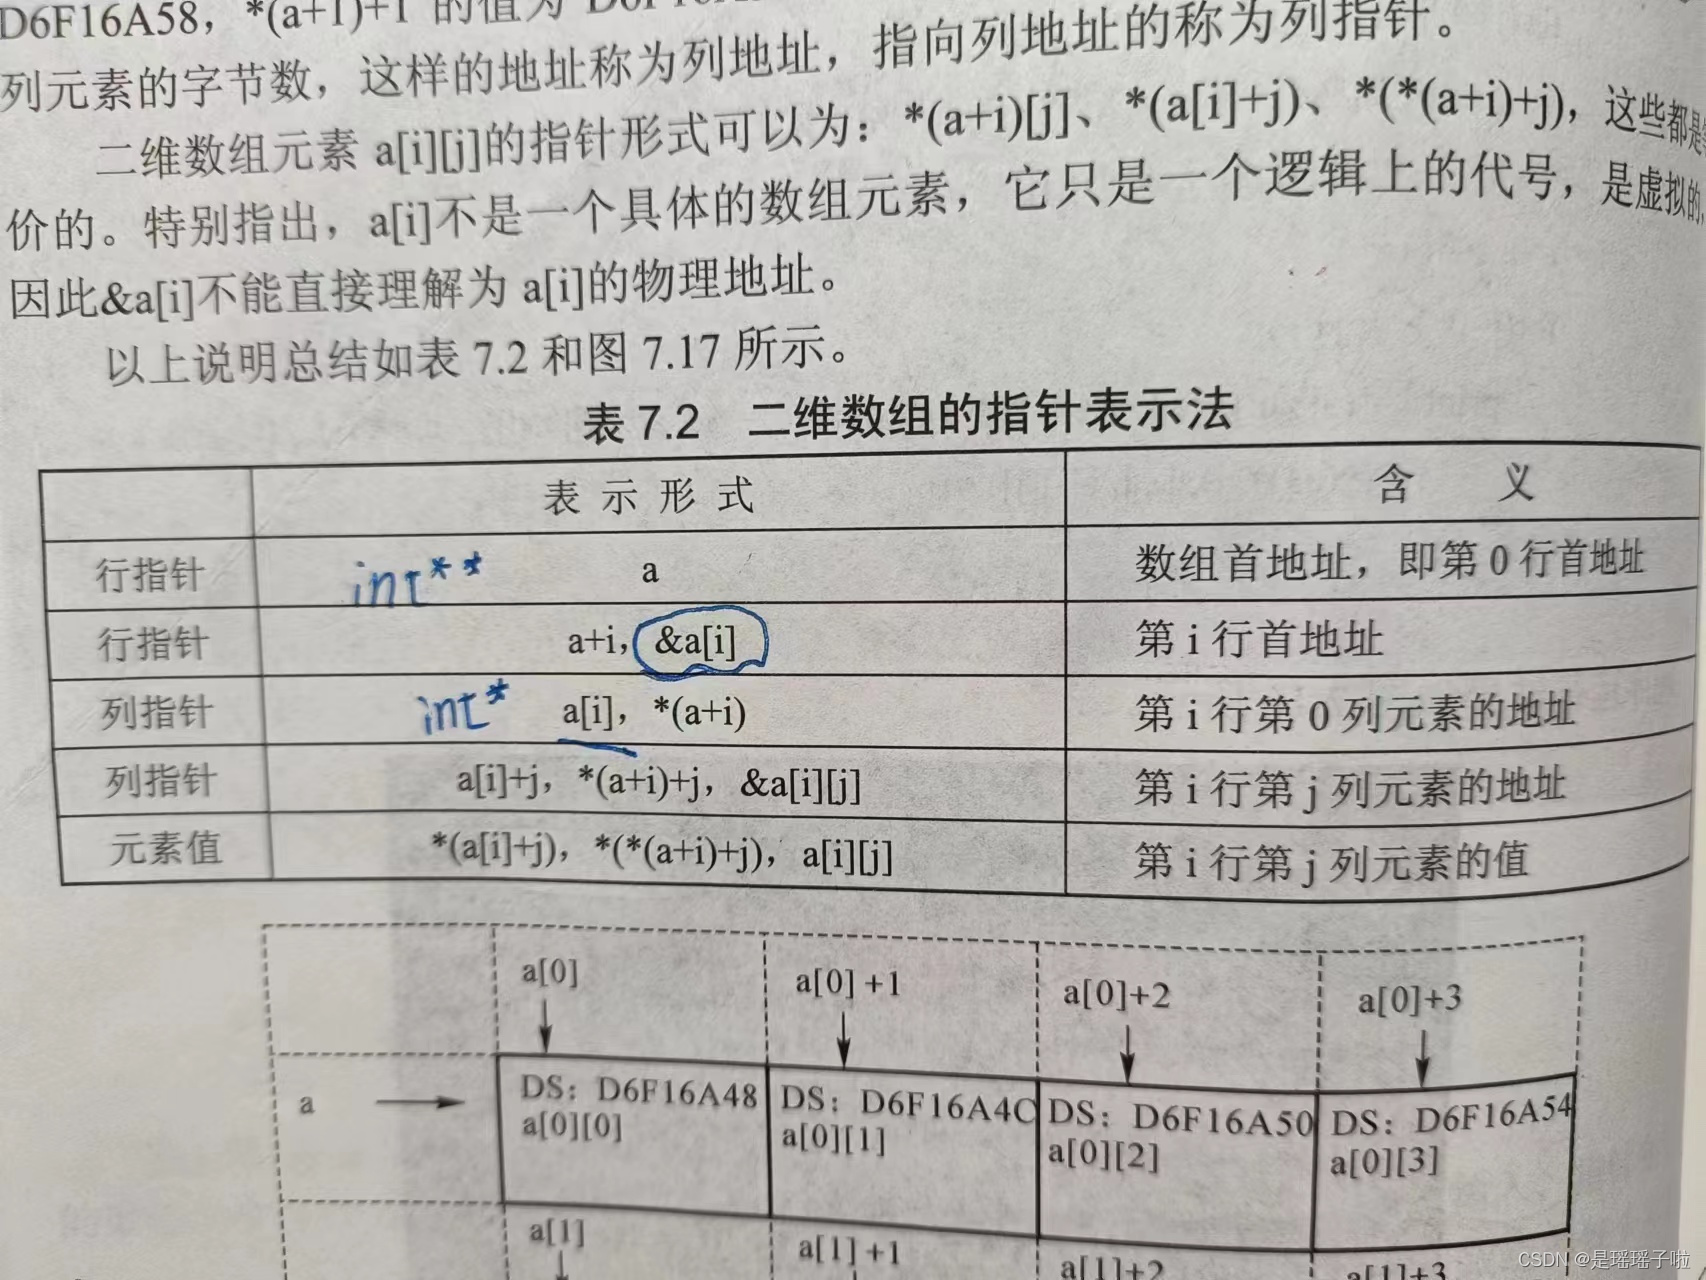 D6F16A58，*(a+1)+1 的值为
列元素的字节数，这样的地址称为列地址，指向列地址的称为列指针。
二维数组元素 a[i][j]的指针形式可以为：*(a+i)[j]、*(a[i]+j)、*(*(a+i)+j)，这些都是
价的。特别指出，a[i]不是一个具体的数组元素，它只是一个逻辑上的代号，是虚拟的，
因此&a[i]不能直接理解为 a[i]的物理地址。
以上说明总结如表 7.2 和图 7.17 所示。
表 7.2 二维数组的指针表示法
表 示 形 式 含 义
行指针 int** a 数组首地址，即第 0 行首地址
行指针 a+i，&a[i] 第 i 行首地址
列指针 int* a[i]，*(a+i) 第 i 行第 0 列元素的地址
列指针 a[i]+j，*(a+i)+j，&a[i][j] 第 i 行第 j 列元素的地址
元素值 *(a[i]+j)，*(*(a+i)+j)，a[i][j] 第 i 行第 j 列元素的值
a[0] a[0]+1 a[0]+2 a[0]+3
a DS：D6F16A48 DS：D6F16A4C DS：D6F16A50 DS：D6F16A54
a[0][0] a[0][1] a[0][2] a[0][3]
a[1] a[1]+1 a[1]+2 a[1]+3
CSDN @是瑶瑶子啦